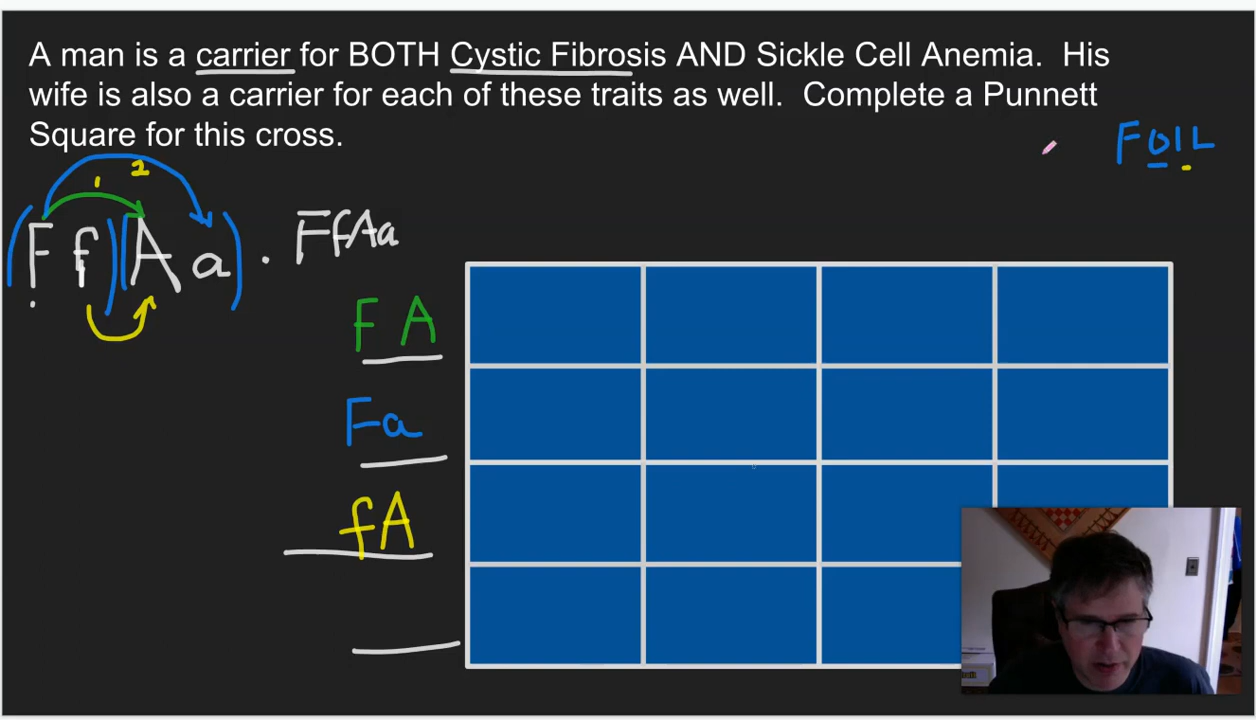 A man is a carrier for BOTH Cystic Fibrosis AND Sickle Cell Anemia. His
wife is also a carrier for each of these traits as well. Complete a Punnett
Square for this cross.
FOIL
1 2
(Ff)(Aa) · FfAa
FA
Fa
fA